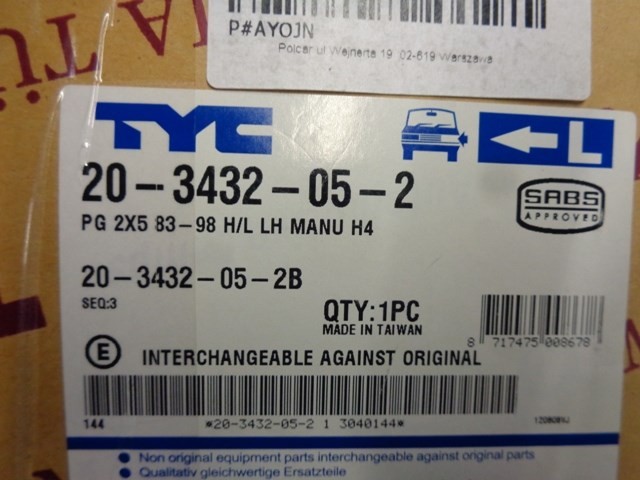 P#AYOJN
Polcar ul Wejnerta 19 02-619 Warszawa
TYC
L
20-3432-05-2
PG 2X5 83-98 H/L LH MANU H4
SABS
APPROVED
20-3432-05-2B
SEQ:3
QTY:1PC
MADE IN TAIWAN
8 717475 008678
E INTERCHANGEABLE AGAINST ORIGINAL
144 *20-3432-05-2 1 3040144*
Non original equipment parts interchangeable against original parts
Qualitativ gleichwertige Ersatzteile